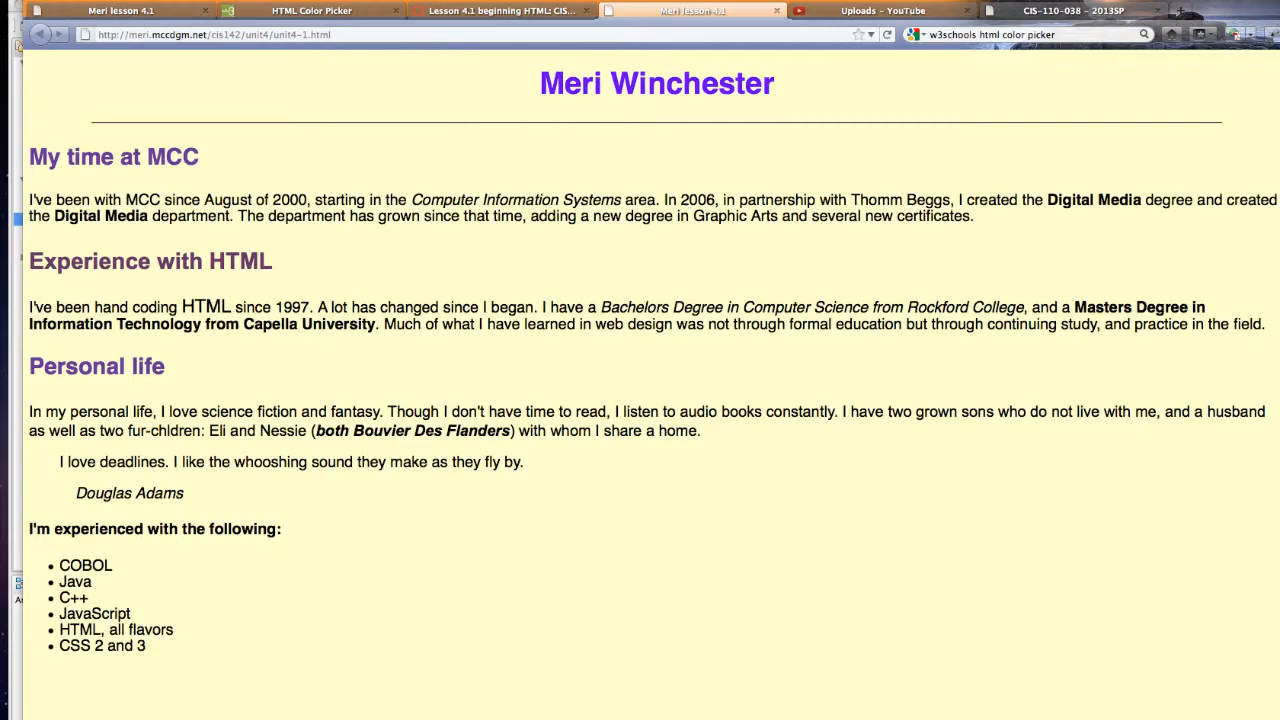 Meri lesson 4.1
HTML Color Picker
Lesson 4.1 beginning HTML: CIS...
Meri lesson 4.1
Uploads - YouTube
CIS-110-038 - 2013SP
http://meri.mccdgm.net/cis142/unit4/unit4-1.html
w3schools html color picker
Meri Winchester
My time at MCC
I've been with MCC since August of 2000, starting in the Computer Information Systems area. In 2006, in partnership with Thomm Beggs, I created the Digital Media degree and created
the Digital Media department. The department has grown since that time, adding a new degree in Graphic Arts and several new certificates.
Experience with HTML
I've been hand coding HTML since 1997. A lot has changed since I began. I have a Bachelors Degree in Computer Science from Rockford College, and a Masters Degree in
Information Technology from Capella University. Much of what I have learned in web design was not through formal education but through continuing study, and practice in the field.
Personal life
In my personal life, I love science fiction and fantasy. Though I don't have time to read, I listen to audio books constantly. I have two grown sons who do not live with me, and a husband
as well as two fur-chldren: Eli and Nessie (both Bouvier Des Flanders) with whom I share a home.
I love deadlines. I like the whooshing sound they make as they fly by.
Douglas Adams
I'm experienced with the following:
• COBOL
• Java
• C++
• JavaScript
• HTML, all flavors
• CSS 2 and 3